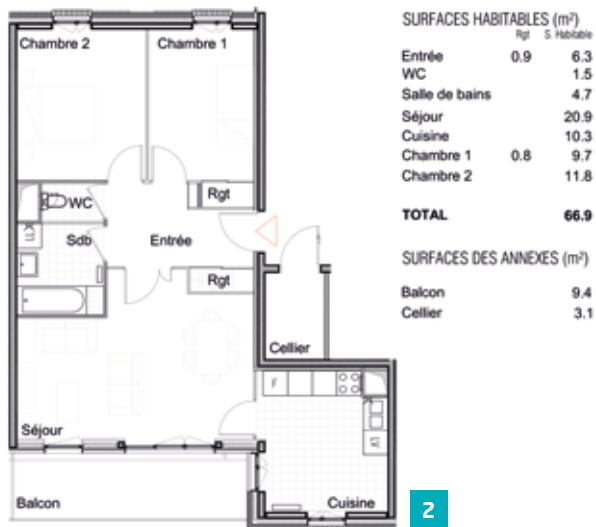 Chambre 2
Chambre 1
Rgt
WC
LL
Sdb
Entrée
Rgt
Cellier
F
LV
Séjour
Balcon
Cuisine
SURFACES HABITABLES (m²)
Rgt S. Habitable
Entrée 0.9 6.3
WC 1.5
Salle de bains 4.7
Séjour 20.9
Cuisine 10.3
Chambre 1 0.8 9.7
Chambre 2 11.8
TOTAL 66.9
SURFACES DES ANNEXES (m²)
Balcon 9.4
Cellier 3.1
2